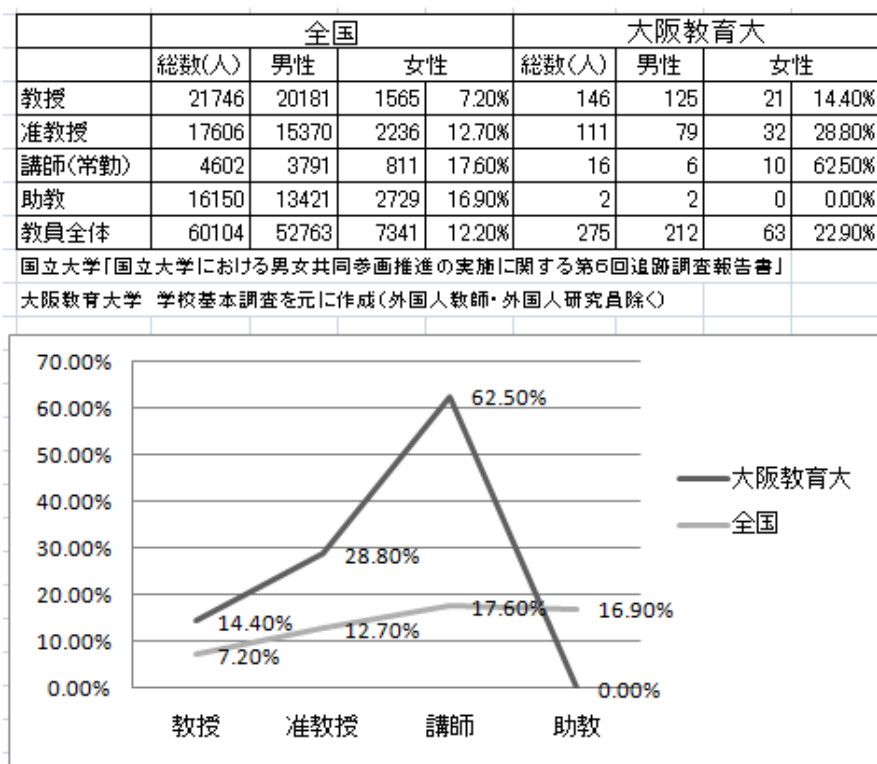 全国 大阪教育大
総数(人) 男性 女性 総数(人) 男性 女性
教授 21746 20181 1565 7.20% 146 125 21 14.40%
准教授 17606 15370 2236 12.70% 111 79 32 28.80%
講師(常勤) 4602 3791 811 17.60% 16 6 10 62.50%
助教 16150 13421 2729 16.90% 2 2 0 0.00%
教員全体 60104 52763 7341 12.20% 275 212 63 22.90%
国立大学「国立大学における男女共同参画推進の実施に関する第6回追跡調査報告書」
大阪教育大学 学校基本調査を元に作成(外国人教師・外国人研究員除く)
70.00%
60.00%
50.00%
40.00%
30.00%
20.00%
10.00%
0.00%
62.50%
28.80%
14.40%
17.60%
16.90%
12.70%
7.20%
0.00%
教授 准教授 講師 助教
大阪教育大
全国